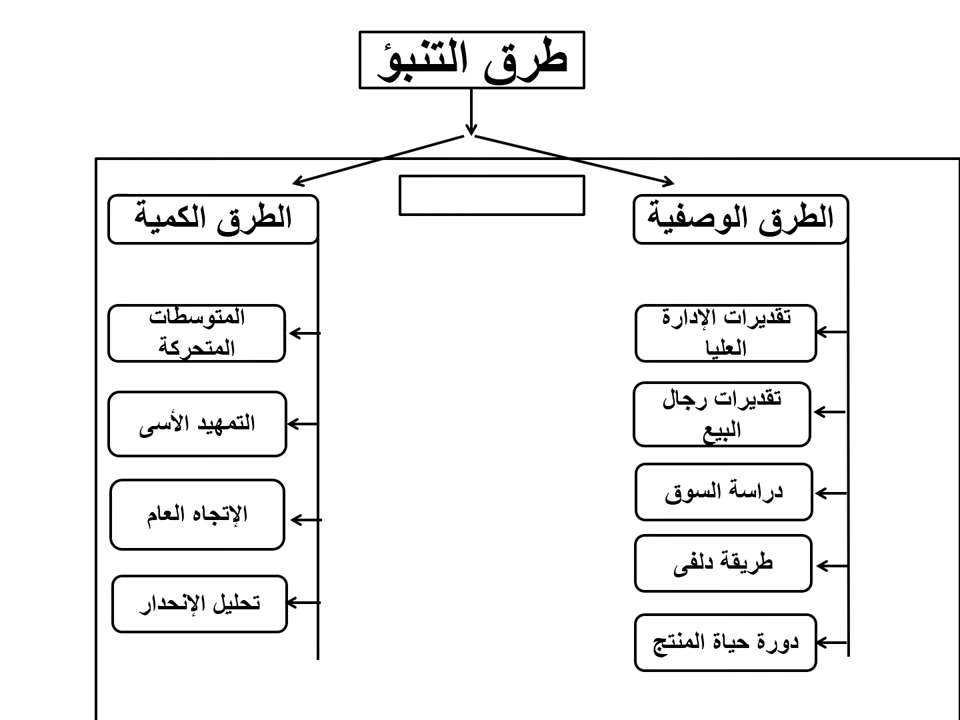 طرق التنبؤ
الطرق الوصفية
تقديرات الإدارة
العليا
تقديرات رجال
البيع
دراسة السوق
طريقة دلفى
دورة حياة المنتج
الطرق الكمية
المتوسطات
المتحركة
التمهيد الأسى
الإتجاه العام
تحليل الإنحدار